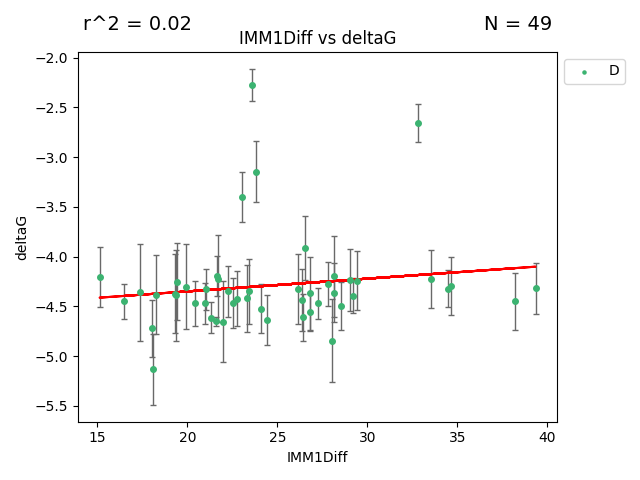 r^2 = 0.02
N = 49
IMM1Diff vs deltaG
D
−2.0
−2.5
−3.0
−3.5
−4.0
−4.5
−5.0
−5.5
deltaG
15 20 25 30 35 40
IMM1Diff